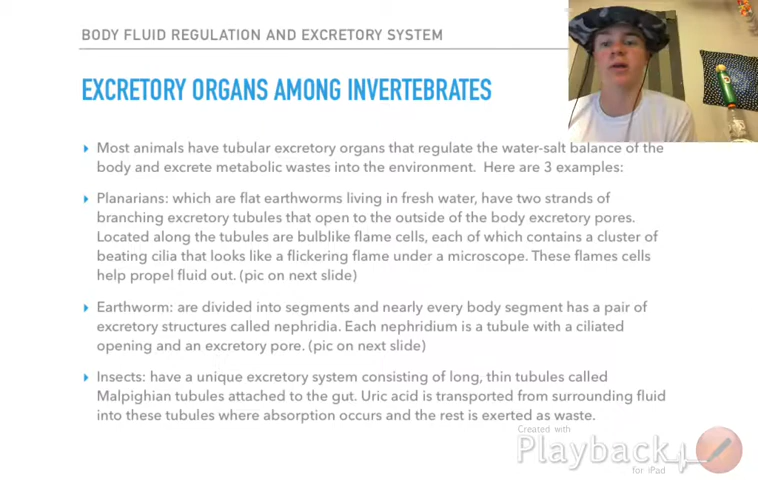 BODY FLUID REGULATION AND EXCRETORY SYSTEM
EXCRETORY ORGANS AMONG INVERTEBRATES
Most animals have tubular excretory organs that regulate the water-salt balance of the
body and excrete metabolic wastes into the environment. Here are 3 examples:
Planarians: which are flat earthworms living in fresh water, have two strands of
branching excretory tubules that open to the outside of the body excretory pores.
Located along the tubules are bulblike flame cells, each of which contains a cluster of
beating cilia that looks like a flickering flame under a microscope. These flames cells
help propel fluid out. (pic on next slide)
Earthworm: are divided into segments and nearly every body segment has a pair of
excretory structures called nephridia. Each nephridium is a tubule with a ciliated
opening and an excretory pore. (pic on next slide)
Insects: have a unique excretory system consisting of long, thin tubules called
Malpighian tubules attached to the gut. Uric acid is transported from surrounding fluid
into these tubules where absorption occurs and the rest is exerted as waste.
Created with
Playback
for iPad